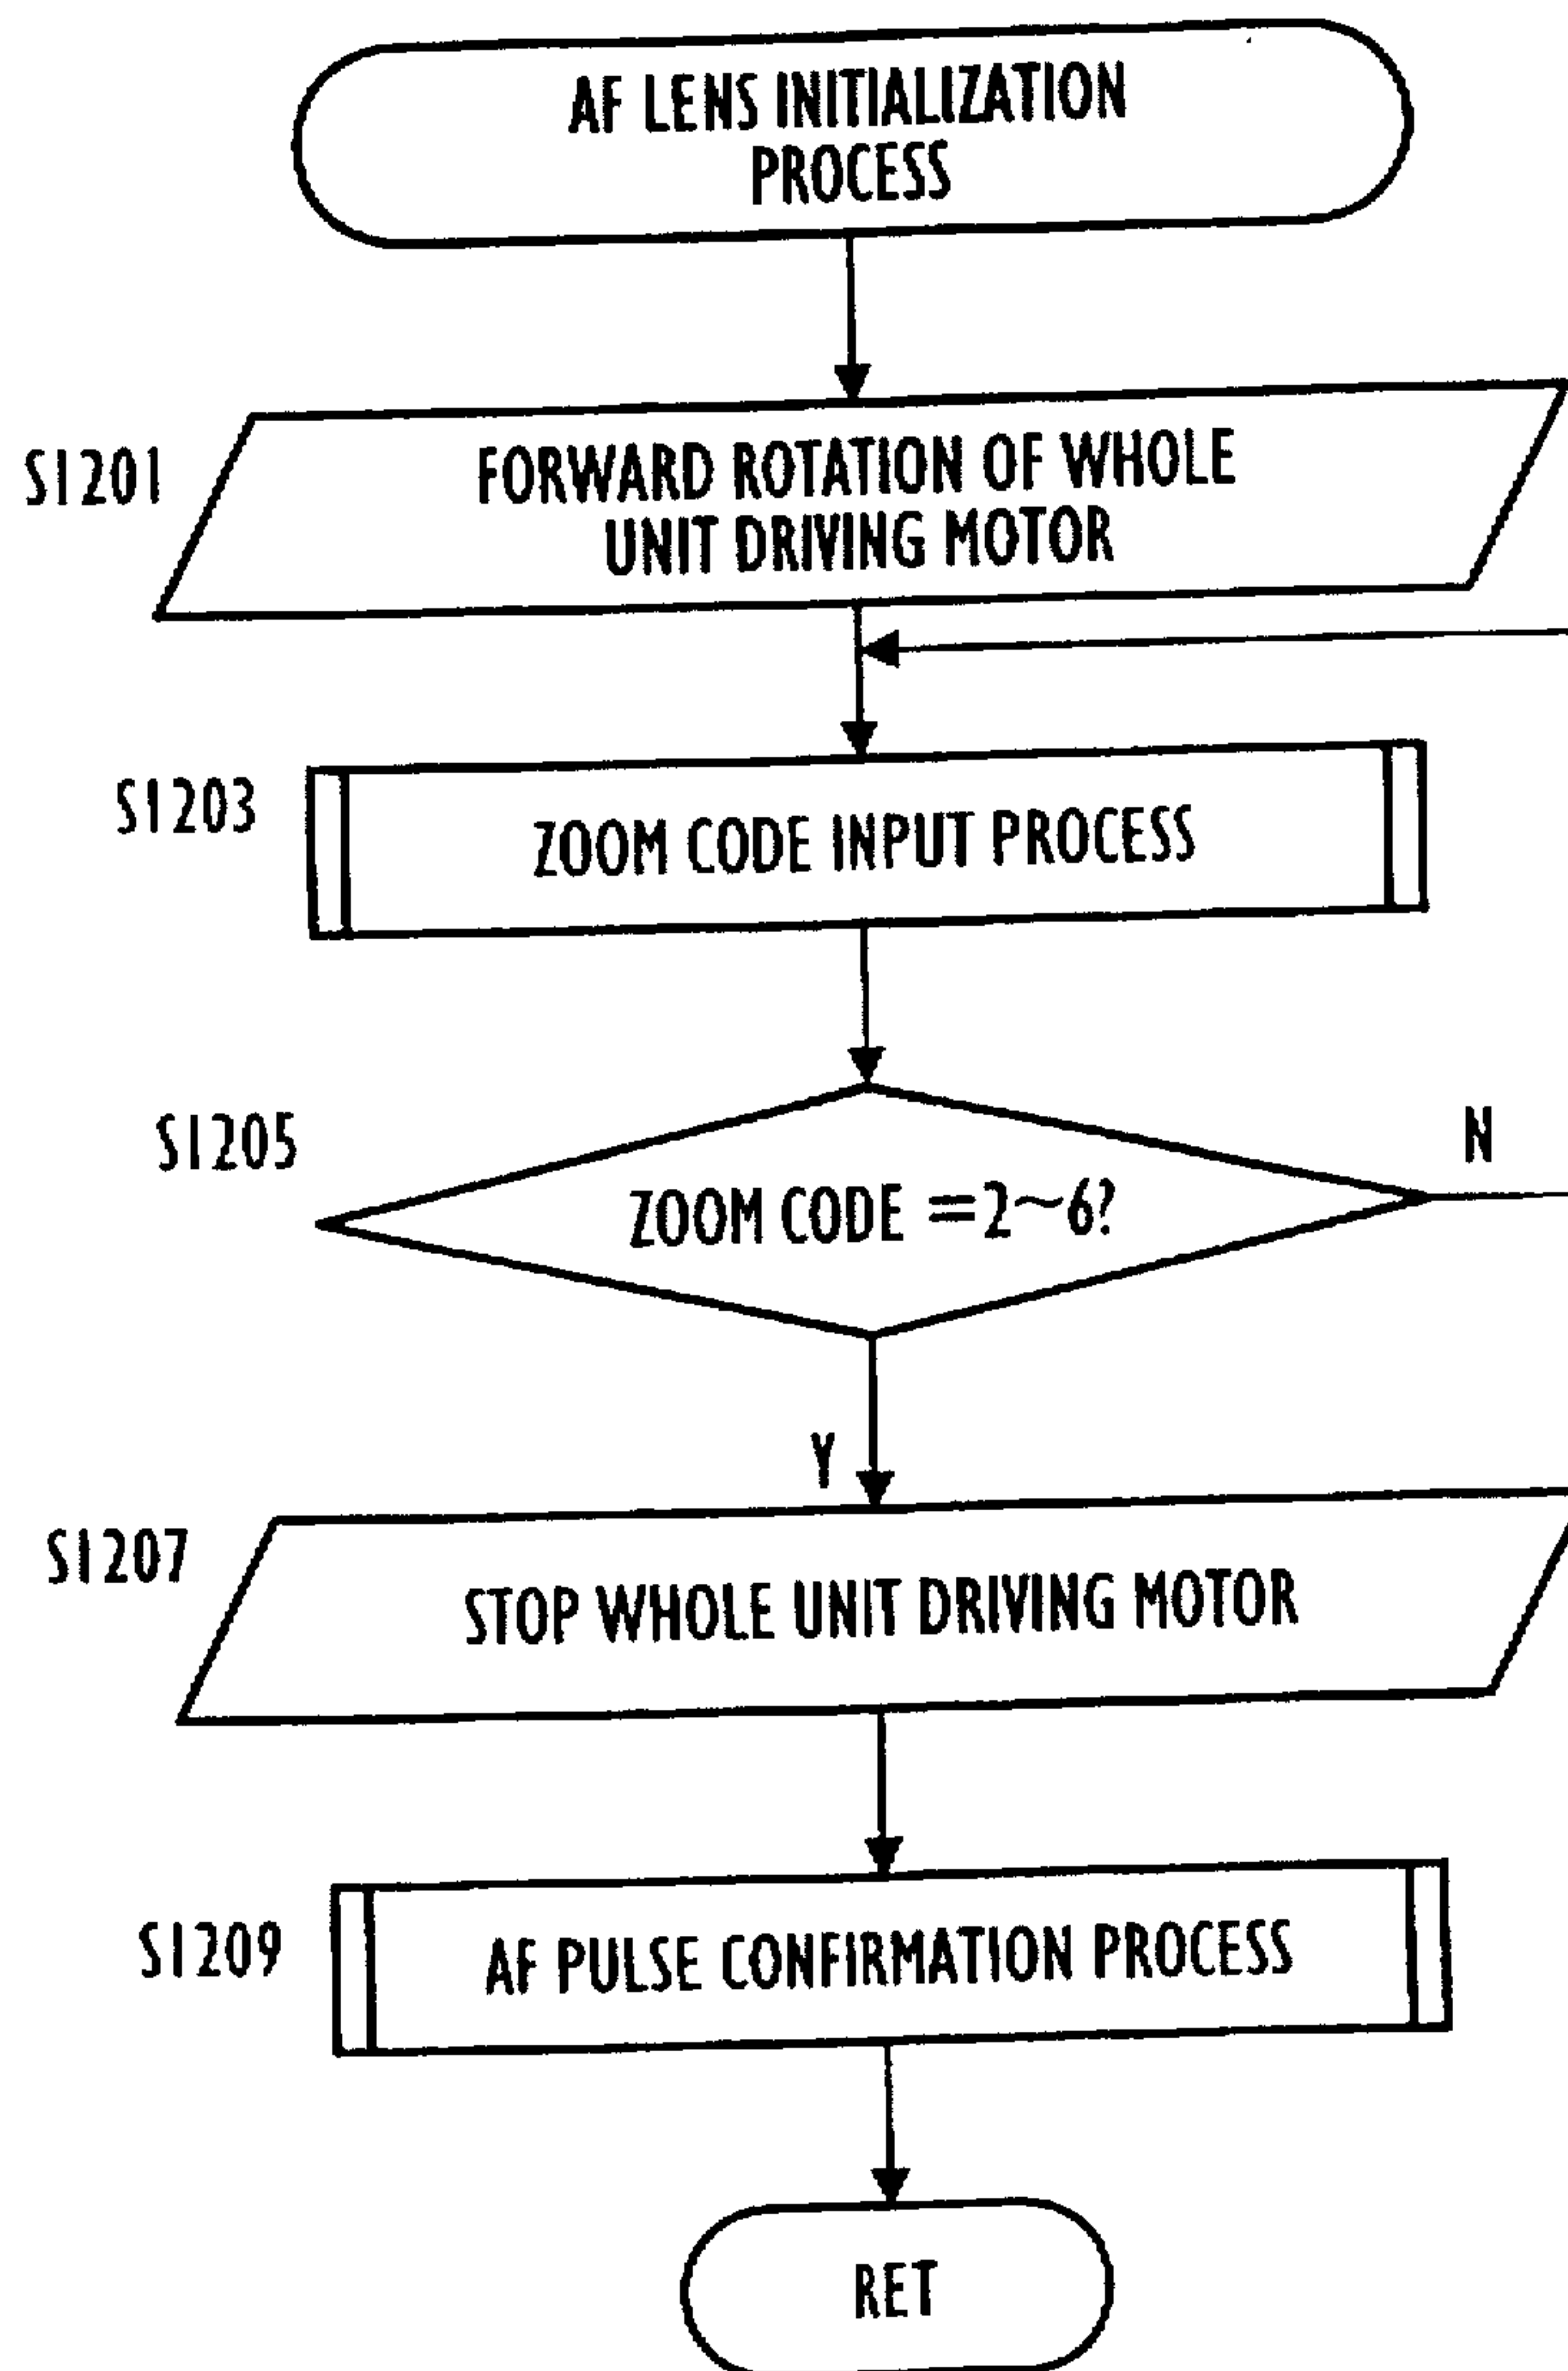 AF LENS INITIALIZATION
PROCESS
S1201
FORWARD ROTATION OF WHOLE
UNIT DRIVING MOTOR
S1203
ZOOM CODE INPUT PROCESS
S1205
ZOOM CODE =2~6?
N
Y
S1207
STOP WHOLE UNIT DRIVING MOTOR
S1209
AF PULSE CONFIRMATION PROCESS
RET